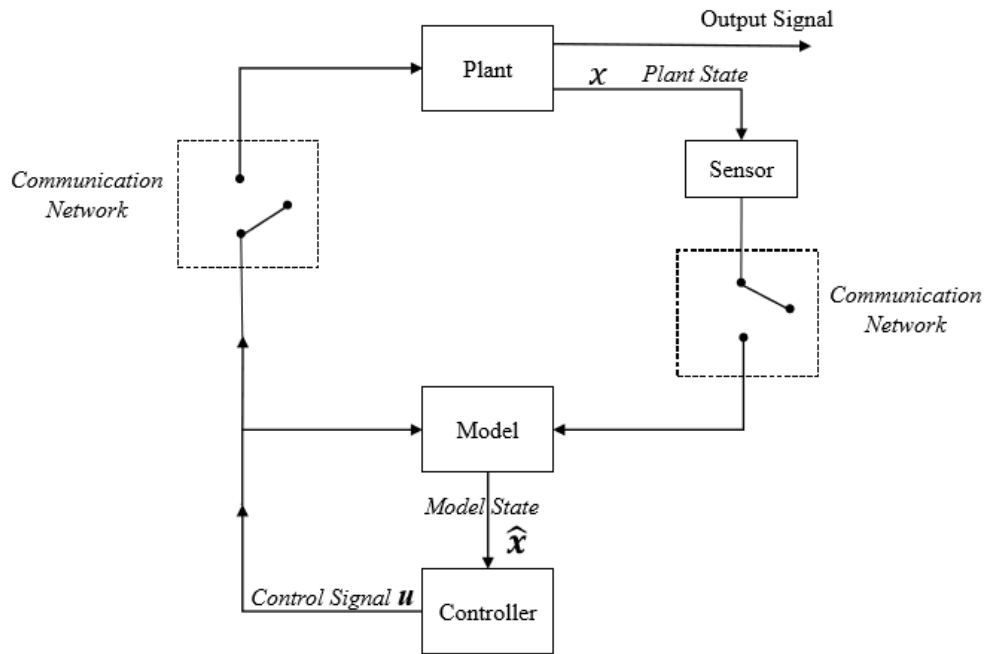 Output Signal
Plant
x Plant State
Sensor
Communication
Network
Communication
Network
Model
Model State
x̂
Control Signal u
Controller